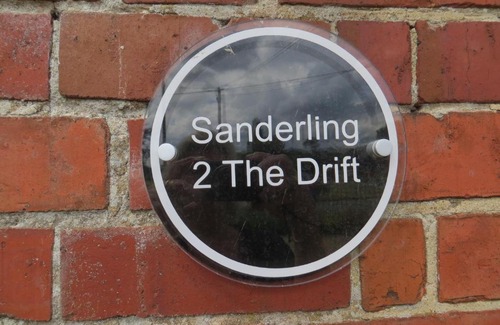 Sanderling
2 The Drift